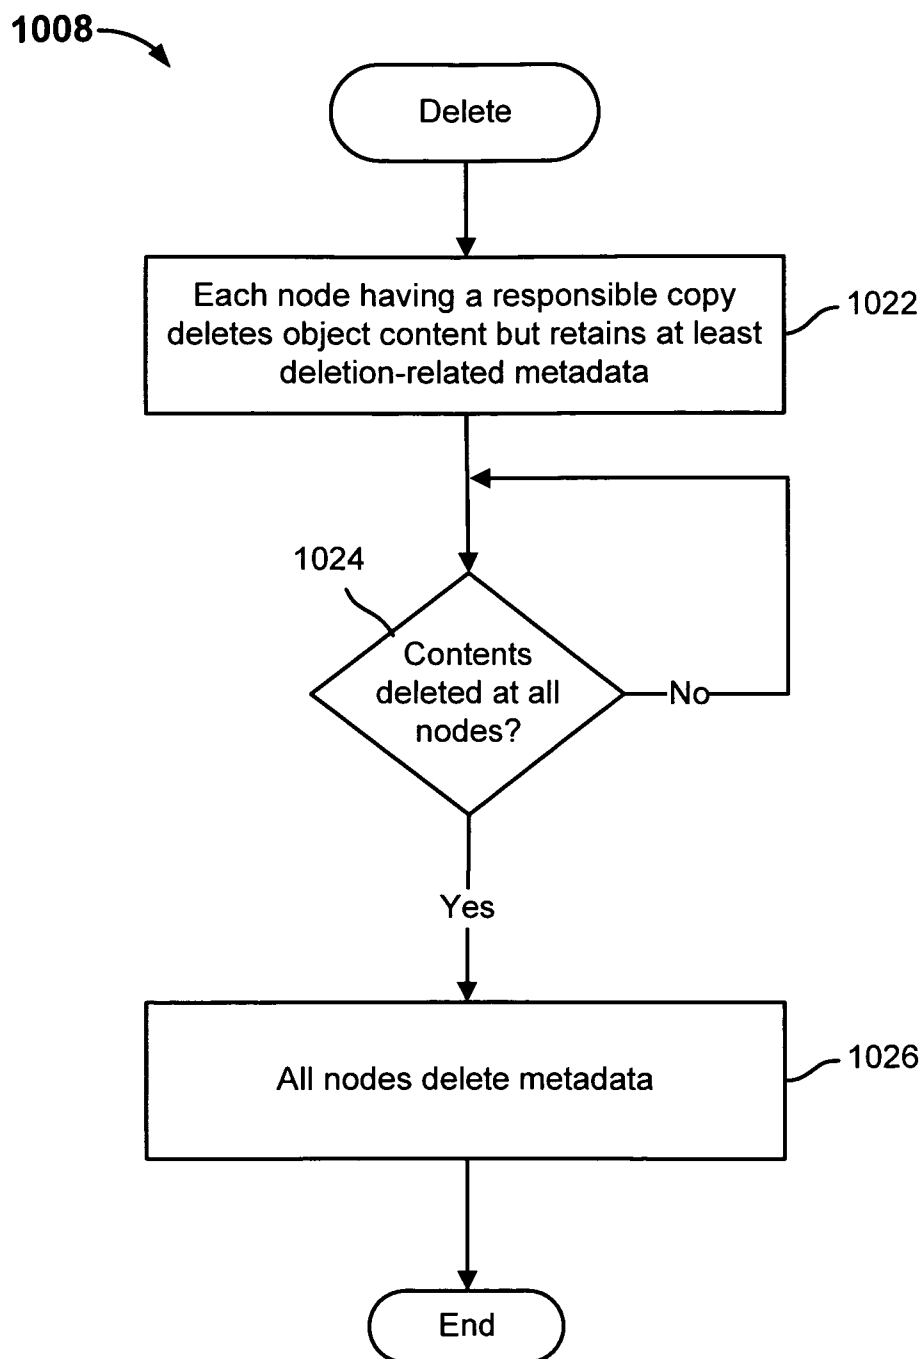 1008
Delete
Each node having a responsible copy
deletes object content but retains at least
deletion-related metadata
1022
1024
Contents
deleted at all
nodes?
No
Yes
All nodes delete metadata
1026
End